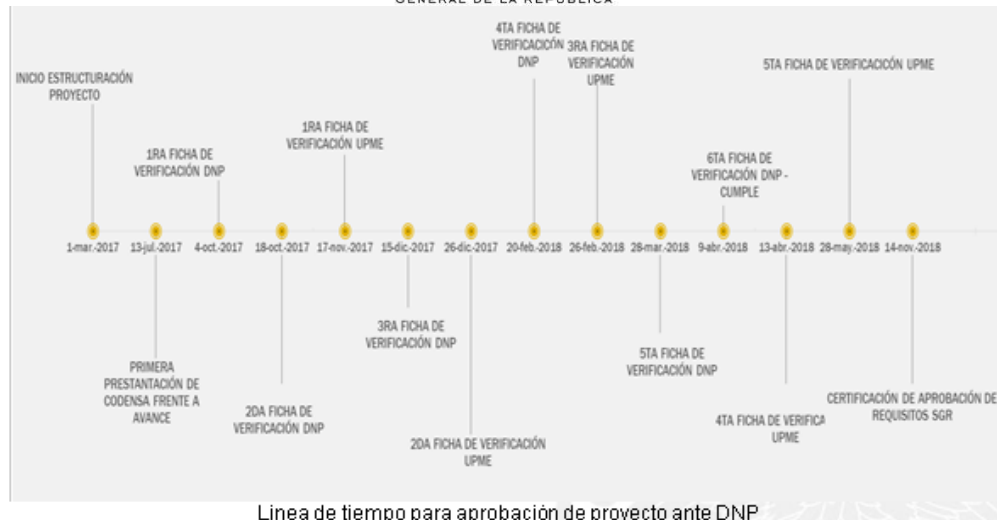 GENERAL DE LA REPÚBLICA
INICIO ESTRUCTURACIÓN
PROYECTO
1RA FICHA DE
VERIFICACIÓN DNP
1RA FICHA DE
VERIFICACIÓN UPME
4TA FICHA DE
VERIFICACICÓN
DNP
3RA FICHA DE
VERIFICACIÓN
UPME
6TA FICHA DE
VERIFICACIÓN DNP -
CUMPLE
5TA FICHA DE VERIFICACICÓN UPME
1-mar.-2017 13-jul.-2017 4-oct.-2017 18-oct.-2017 17-nov.-2017 15-dic.-2017 26-dic.-2017 20-feb.-2018 26-feb.-2018 28-mar.-2018 9-abr.-2018 13-abr.-2018 28-may.-2018 14-nov.-2018
PRIMERA
PRESTANTACIÓN DE
CODENSA FRENTE A
AVANCE
2DA FICHA DE
VERIFICACIÓN DNP
3RA FICHA DE
VERIFICACIÓN DNP
2DA FICHA DE VERIFICACIÓN
UPME
5TA FICHA DE
VERIFICACIÓN DNP
4TA FICHA DE VERIFICA
UPME
CERTIFICACIÓN DE APROBACIÓN DE
REQUISITOS SGR
Linea de tiempo para aprobación de proyecto ante DNP